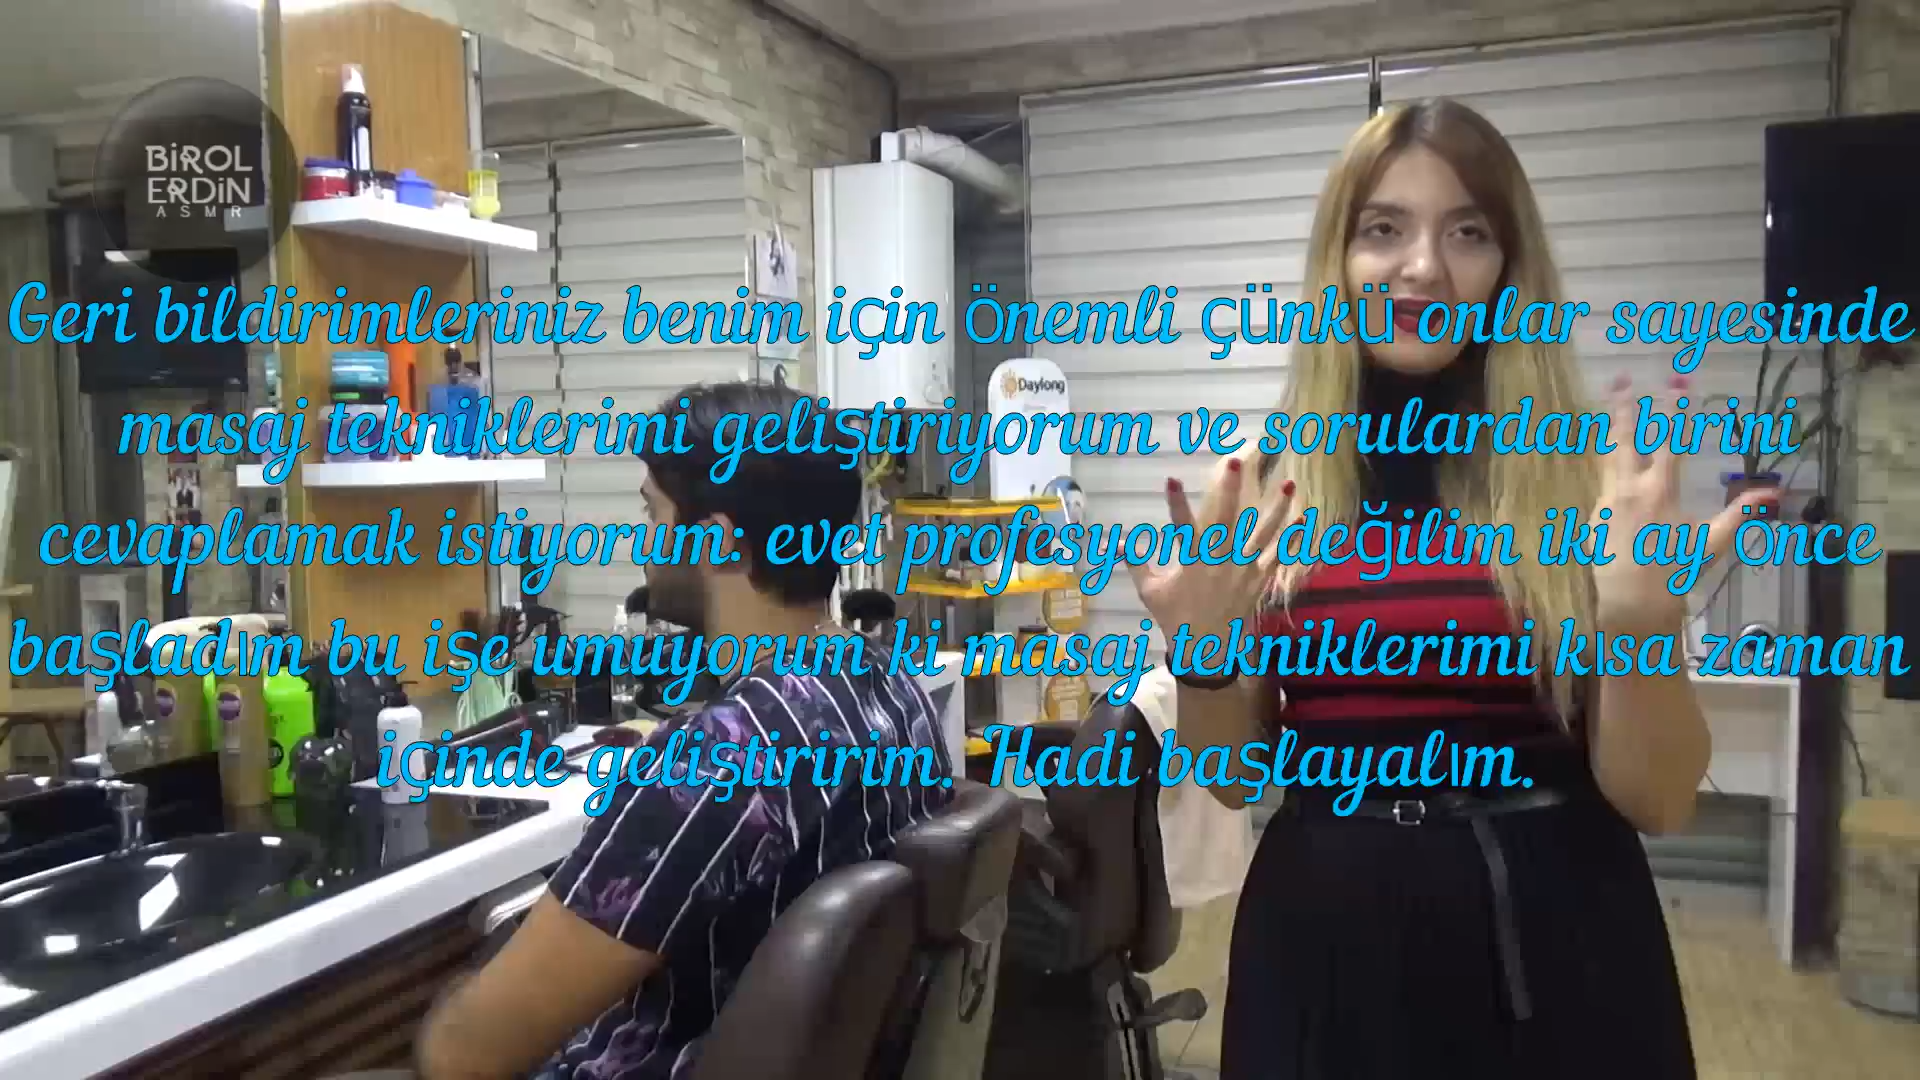 BiROL
ERDiN
ASMR
Daylong
Geri bildirimleriniz benim için önemli çünkü onlar sayesinde
masaj tekniklerimi geliştiriyorum ve sorulardan birini
cevaplamak istiyorum: evet profesyonel değilim iki ay önce
başladım bu işe umuyorum ki masaj tekniklerimi kısa zaman
içinde geliştiririm. Hadi başlayalım.